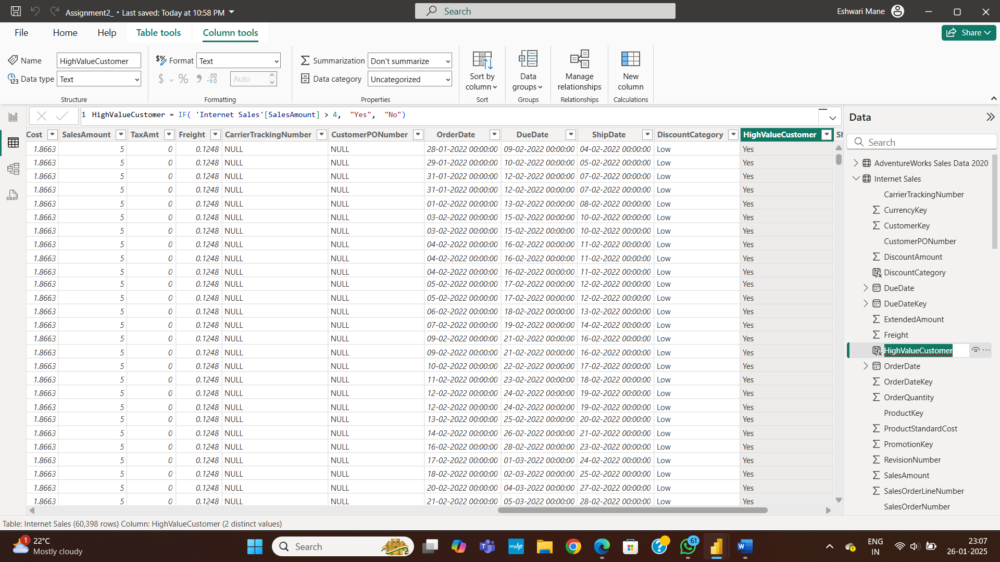 Assignment2_ • Last saved: Today at 10:58 PM
Search
Eshwari Mane
File Home Help Table tools Column tools
Share
Name HighValueCustomer
Format Text
Summarization Don't summarize
Data type Text
$ % Auto
Data category Uncategorized
Sort by column
Data groups
Manage relationships
New column
Structure Formatting Properties Sort Groups Relationships Calculations
1 HighValueCustomer = IF( 'Internet Sales'[SalesAmount] > 4, "Yes", "No")
Cost SalesAmount TaxAmt Freight CarrierTrackingNumber CustomerPONumber OrderDate DueDate ShipDate DiscountCategory HighValueCustomer Sh
1.8663 5 0 0.1248 NULL NULL 28-01-2022 00:00:00 09-02-2022 00:00:00 04-02-2022 00:00:00 Low Yes
1.8663 5 0 0.1248 NULL NULL 29-01-2022 00:00:00 10-02-2022 00:00:00 05-02-2022 00:00:00 Low Yes
1.8663 5 0 0.1248 NULL NULL 31-01-2022 00:00:00 12-02-2022 00:00:00 07-02-2022 00:00:00 Low Yes
1.8663 5 0 0.1248 NULL NULL 31-01-2022 00:00:00 12-02-2022 00:00:00 07-02-2022 00:00:00 Low Yes
1.8663 5 0 0.1248 NULL NULL 01-02-2022 00:00:00 13-02-2022 00:00:00 08-02-2022 00:00:00 Low Yes
1.8663 5 0 0.1248 NULL NULL 03-02-2022 00:00:00 15-02-2022 00:00:00 10-02-2022 00:00:00 Low Yes
1.8663 5 0 0.1248 NULL NULL 03-02-2022 00:00:00 15-02-2022 00:00:00 10-02-2022 00:00:00 Low Yes
1.8663 5 0 0.1248 NULL NULL 04-02-2022 00:00:00 16-02-2022 00:00:00 11-02-2022 00:00:00 Low Yes
1.8663 5 0 0.1248 NULL NULL 04-02-2022 00:00:00 16-02-2022 00:00:00 11-02-2022 00:00:00 Low Yes
1.8663 5 0 0.1248 NULL NULL 04-02-2022 00:00:00 16-02-2022 00:00:00 11-02-2022 00:00:00 Low Yes
1.8663 5 0 0.1248 NULL NULL 05-02-2022 00:00:00 17-02-2022 00:00:00 12-02-2022 00:00:00 Low Yes
1.8663 5 0 0.1248 NULL NULL 05-02-2022 00:00:00 17-02-2022 00:00:00 12-02-2022 00:00:00 Low Yes
1.8663 5 0 0.1248 NULL NULL 06-02-2022 00:00:00 18-02-2022 00:00:00 13-02-2022 00:00:00 Low Yes
1.8663 5 0 0.1248 NULL NULL 07-02-2022 00:00:00 19-02-2022 00:00:00 14-02-2022 00:00:00 Low Yes
1.8663 5 0 0.1248 NULL NULL 09-02-2022 00:00:00 21-02-2022 00:00:00 16-02-2022 00:00:00 Low Yes
1.8663 5 0 0.1248 NULL NULL 09-02-2022 00:00:00 21-02-2022 00:00:00 16-02-2022 00:00:00 Low Yes
1.8663 5 0 0.1248 NULL NULL 10-02-2022 00:00:00 22-02-2022 00:00:00 17-02-2022 00:00:00 Low Yes
1.8663 5 0 0.1248 NULL NULL 11-02-2022 00:00:00 23-02-2022 00:00:00 18-02-2022 00:00:00 Low Yes
1.8663 5 0 0.1248 NULL NULL 12-02-2022 00:00:00 24-02-2022 00:00:00 19-02-2022 00:00:00 Low Yes
1.8663 5 0 0.1248 NULL NULL 12-02-2022 00:00:00 24-02-2022 00:00:00 19-02-2022 00:00:00 Low Yes
1.8663 5 0 0.1248 NULL NULL 13-02-2022 00:00:00 25-02-2022 00:00:00 20-02-2022 00:00:00 Low Yes
1.8663 5 0 0.1248 NULL NULL 14-02-2022 00:00:00 26-02-2022 00:00:00 21-02-2022 00:00:00 Low Yes
1.8663 5 0 0.1248 NULL NULL 16-02-2022 00:00:00 28-02-2022 00:00:00 23-02-2022 00:00:00 Low Yes
1.8663 5 0 0.1248 NULL NULL 17-02-2022 00:00:00 01-03-2022 00:00:00 24-02-2022 00:00:00 Low Yes
1.8663 5 0 0.1248 NULL NULL 18-02-2022 00:00:00 02-03-2022 00:00:00 25-02-2022 00:00:00 Low Yes
1.8663 5 0 0.1248 NULL NULL 20-02-2022 00:00:00 04-03-2022 00:00:00 27-02-2022 00:00:00 Low Yes
1.8663 5 0 0.1248 NULL NULL 21-02-2022 00:00:00 05-03-2022 00:00:00 28-02-2022 00:00:00 Low Yes
Data
Search
AdventureWorks Sales Data 2020
Internet Sales
CarrierTrackingNumber
CurrencyKey
CustomerKey
CustomerPONumber
DiscountAmount
DiscountCategory
DueDate
DueDateKey
ExtendedAmount
Freight
HighValueCustomer
OrderDate
OrderDateKey
OrderQuantity
ProductKey
ProductStandardCost
PromotionKey
RevisionNumber
SalesAmount
SalesOrderLineNumber
SalesOrderNumber
Table: Internet Sales (60,398 rows) Column: HighValueCustomer (2 distinct values)
1
22°C
Mostly cloudy
Search
myhp
61
ENG
IN
23:07
26-01-2025